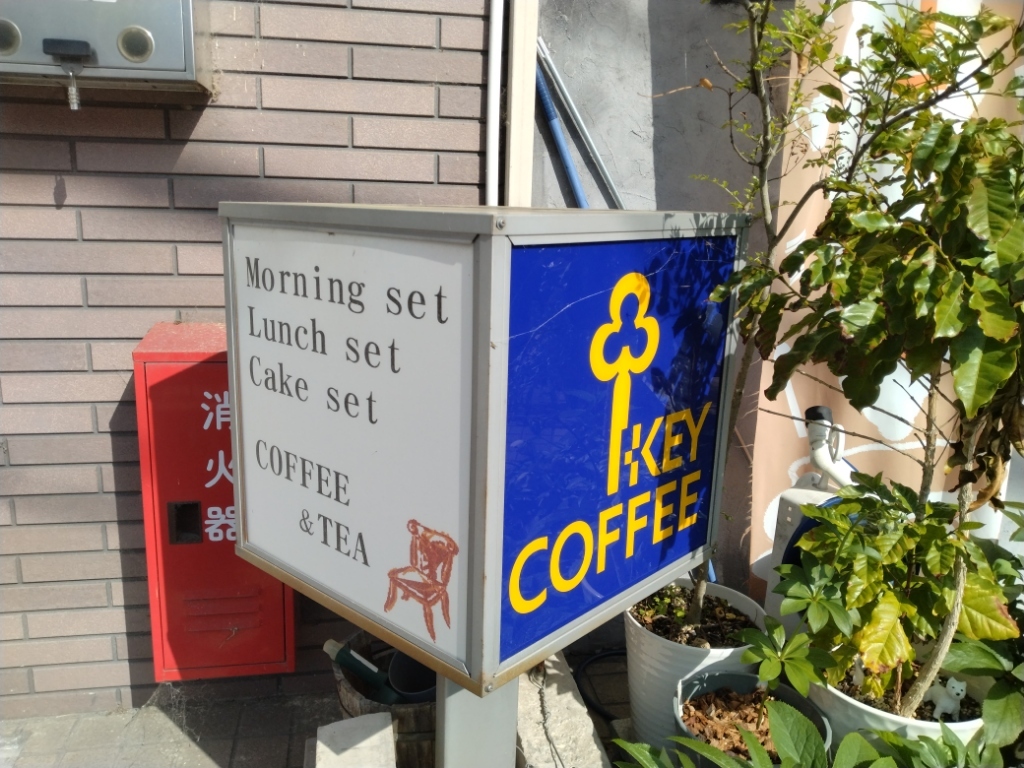 Morning set
Lunch set
Cake set
COFFEE
&TEA
KEY
COFFEE
消火器